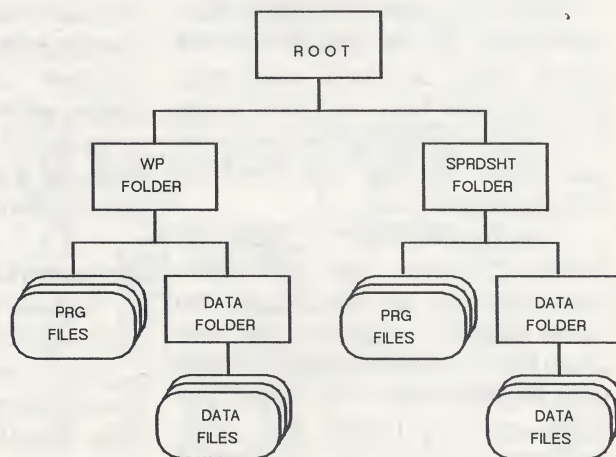 ROOT
WP
FOLDER
SPRDSHT
FOLDER
PRG
FILES
DATA
FOLDER
PRG
FILES
DATA
FOLDER
DATA
FILES
DATA
FILES